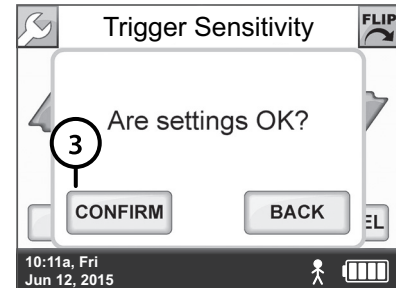 Trigger Sensitivity
FLIP
Are settings OK?
3
CONFIRM
BACK
EL
10:11a, Fri
Jun 12, 2015